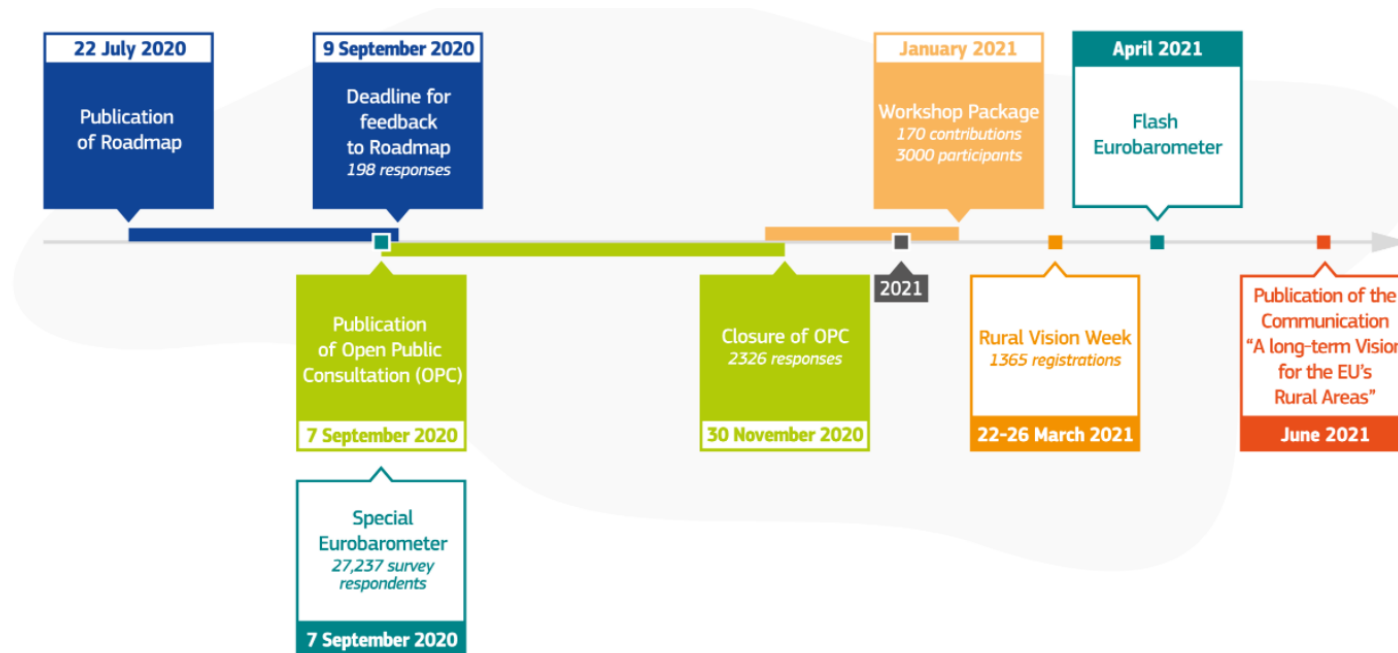 22 July 2020
Publication
of Roadmap
9 September 2020
Deadline for
feedback
to Roadmap
198 responses
January 2021
Workshop Package
170 contributions
3000 participants
April 2021
Flash
Eurobarometer
Publication
of Open Public
Consultation (OPC)
7 September 2020
Closure of OPC
2326 responses
30 November 2020
2021
Rural Vision Week
1365 registrations
22-26 March 2021
Publication of the
Communication
“A long-term Vision
for the EU’s
Rural Areas”
June 2021
Special
Eurobarometer
27,237 survey
respondents
7 September 2020